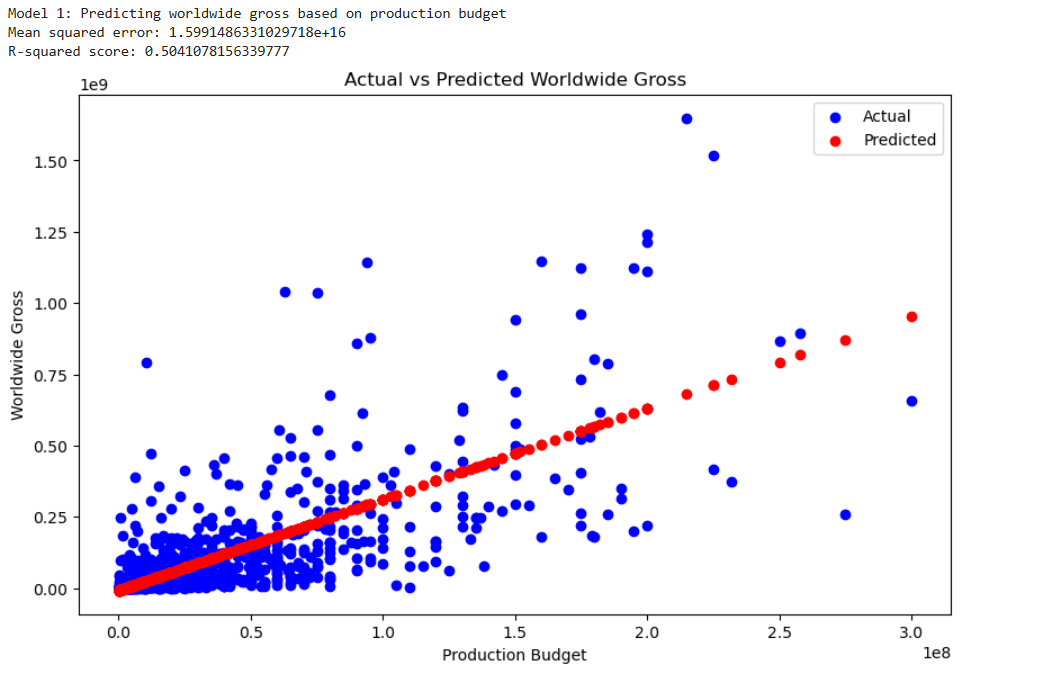 Model 1: Predicting worldwide gross based on production budget
Mean squared error: 1.5991486331029718e+16
R-squared score: 0.5041078156339777
Actual vs Predicted Worldwide Gross
1e9
Actual
Predicted
1.50
1.25
1.00
0.75
0.50
0.25
0.00
Worldwide Gross
0.0 0.5 1.0 1.5 2.0 2.5 3.0
1e8
Production Budget